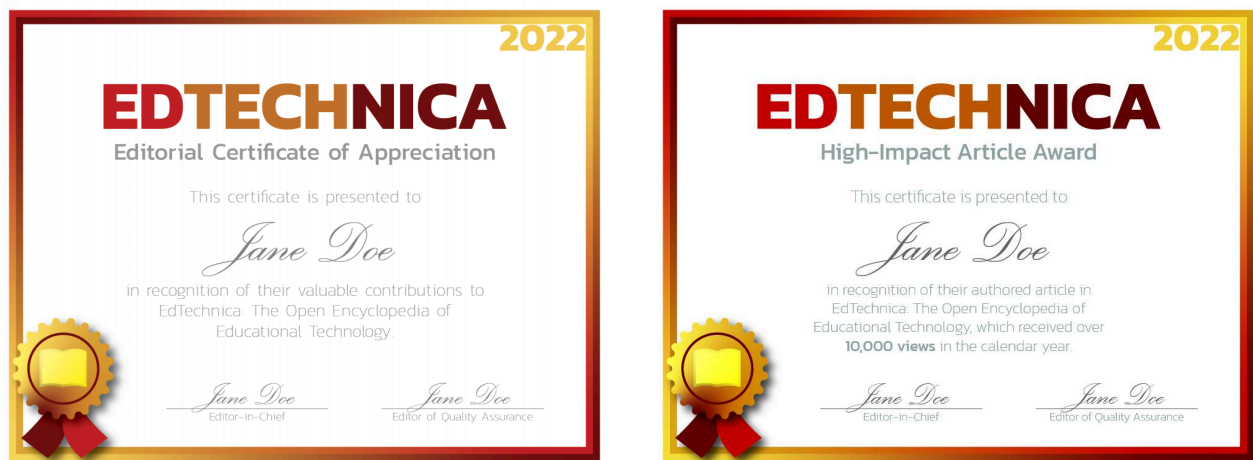 2022
EDTECHNICA
Editorial Certificate of Appreciation
This certificate is presented to
Jane Doe
in recognition of their valuable contributions to
EdTechnica: The Open Encyclopedia of
Educational Technology.
Jane Doe
Editor-in-Chief
Jane Doe
Editor of Quality Assurance
2022
EDTECHNICA
High-Impact Article Award
This certificate is presented to
Jane Doe
in recognition of their authored article in
EdTechnica: The Open Encyclopedia of
Educational Technology, which received over
10,000 views in the calendar year.
Jane Doe
Editor-in-Chief
Jane Doe
Editor of Quality Assurance